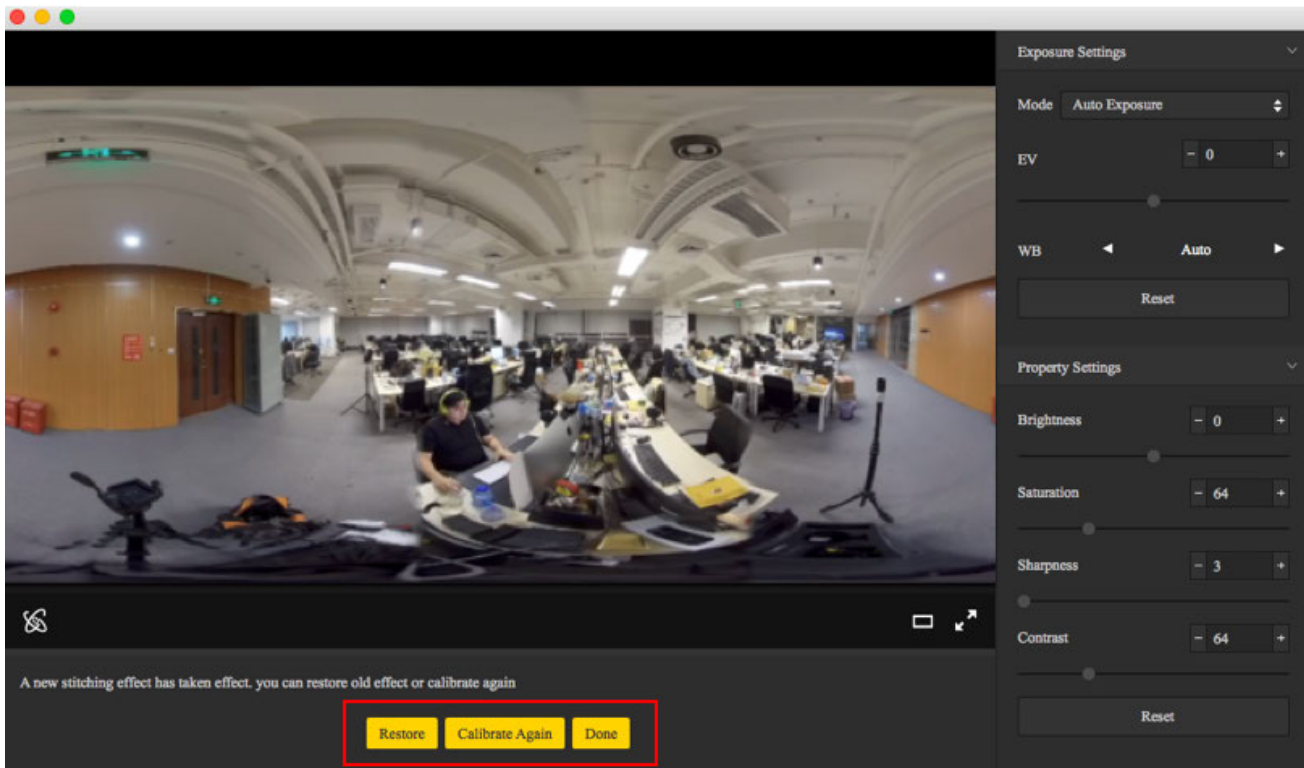 Exposure Settings
Mode Auto Exposure
EV - 0 +
WB Auto
Reset
Property Settings
Brightness - 0 +
Saturation - 64 +
Sharpness - 3 +
Contrast - 64 +
Reset
A new stitching effect has taken effect. you can restore old effect or calibrate again
Restore Calibrate Again Done